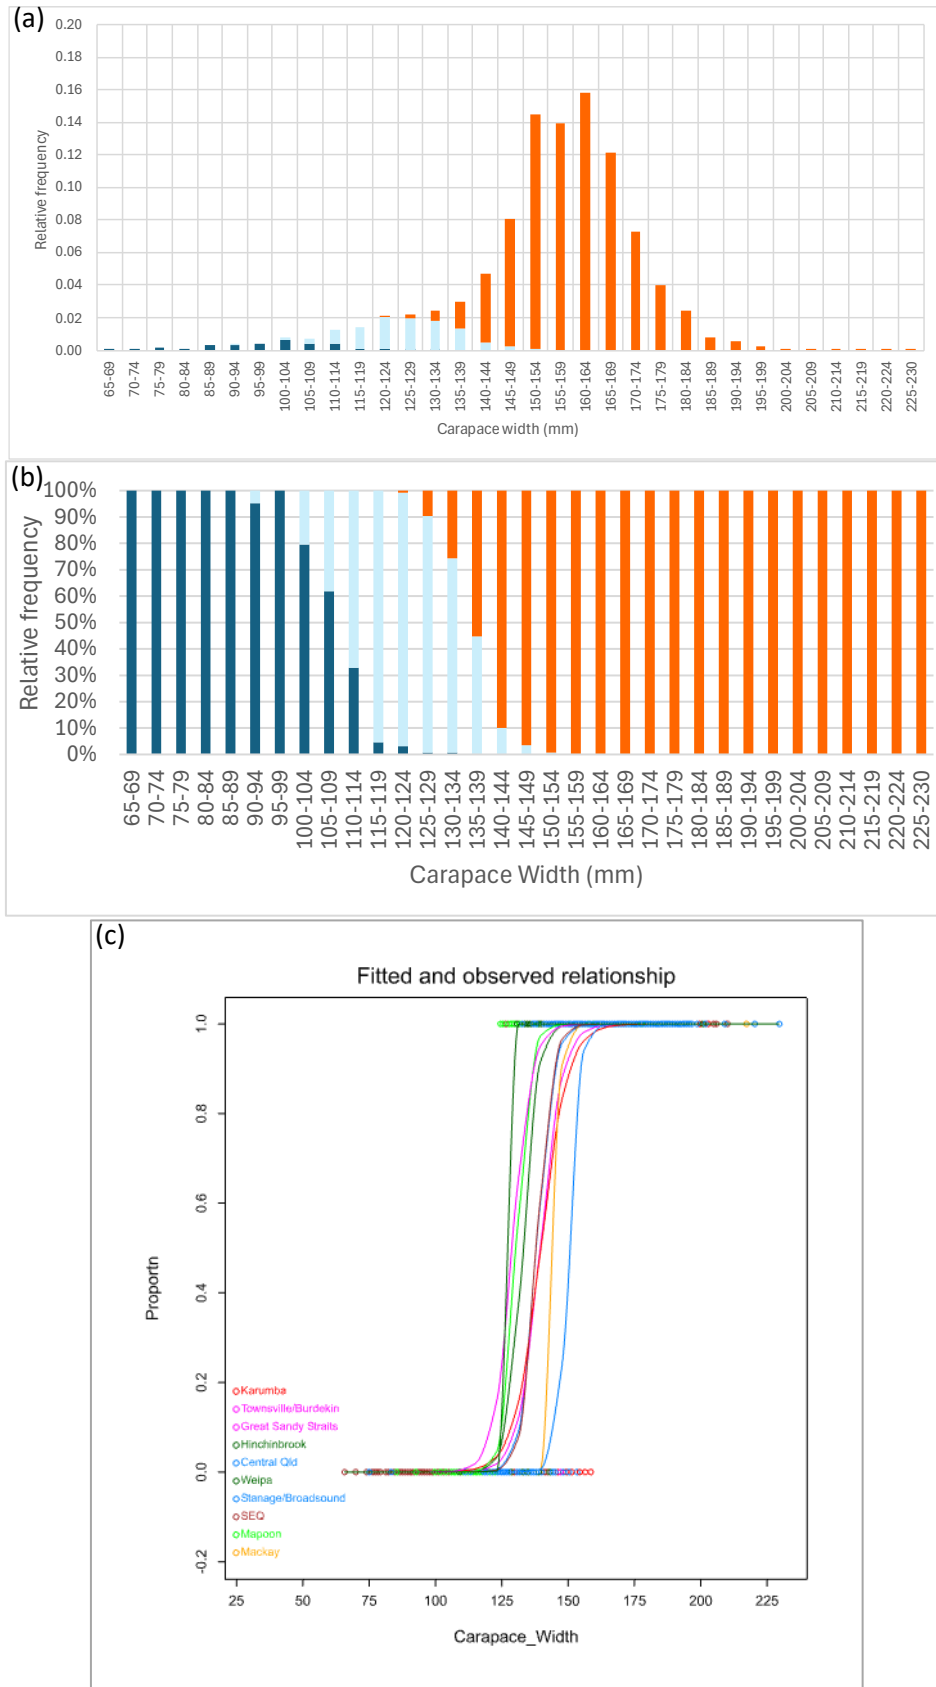 (a)
0.20
0.18
0.16
0.14
0.12
0.10
0.08
0.06
0.04
0.02
0.00
Relative frequency
65-69 70-74 75-79 80-84 85-89 90-94 95-99 100-104 105-109 110-114 115-119 120-124 125-129 130-134 135-139 140-144 145-149 150-154 155-159 160-164 165-169 170-174 175-179 180-184 185-189 190-194 195-199 200-204 205-209 210-214 215-219 220-224 225-230
Carapace width (mm)
(b)
100%
90%
80%
70%
60%
50%
40%
30%
20%
10%
0%
Relative frequency
65-69 70-74 75-79 80-84 85-89 90-94 95-99 100-104 105-109 110-114 115-119 120-124 125-129 130-134 135-139 140-144 145-149 150-154 155-159 160-164 165-169 170-174 175-179 180-184 185-189 190-194 195-199 200-204 205-209 210-214 215-219 220-224 225-230
Carapace Width (mm)
(c)
Fitted and observed relationship
1.0
0.8
0.6
0.4
0.2
0.0
-0.2
Proportn
Karumba
Townsville/Burdekin
Great Sandy Straits
Hinchinbrook
Central Qld
Weipa
Stanage/Broadsound
SEQ
Mapoon
Mackay
25 50 75 100 125 150 175 200 225
Carapace_Width